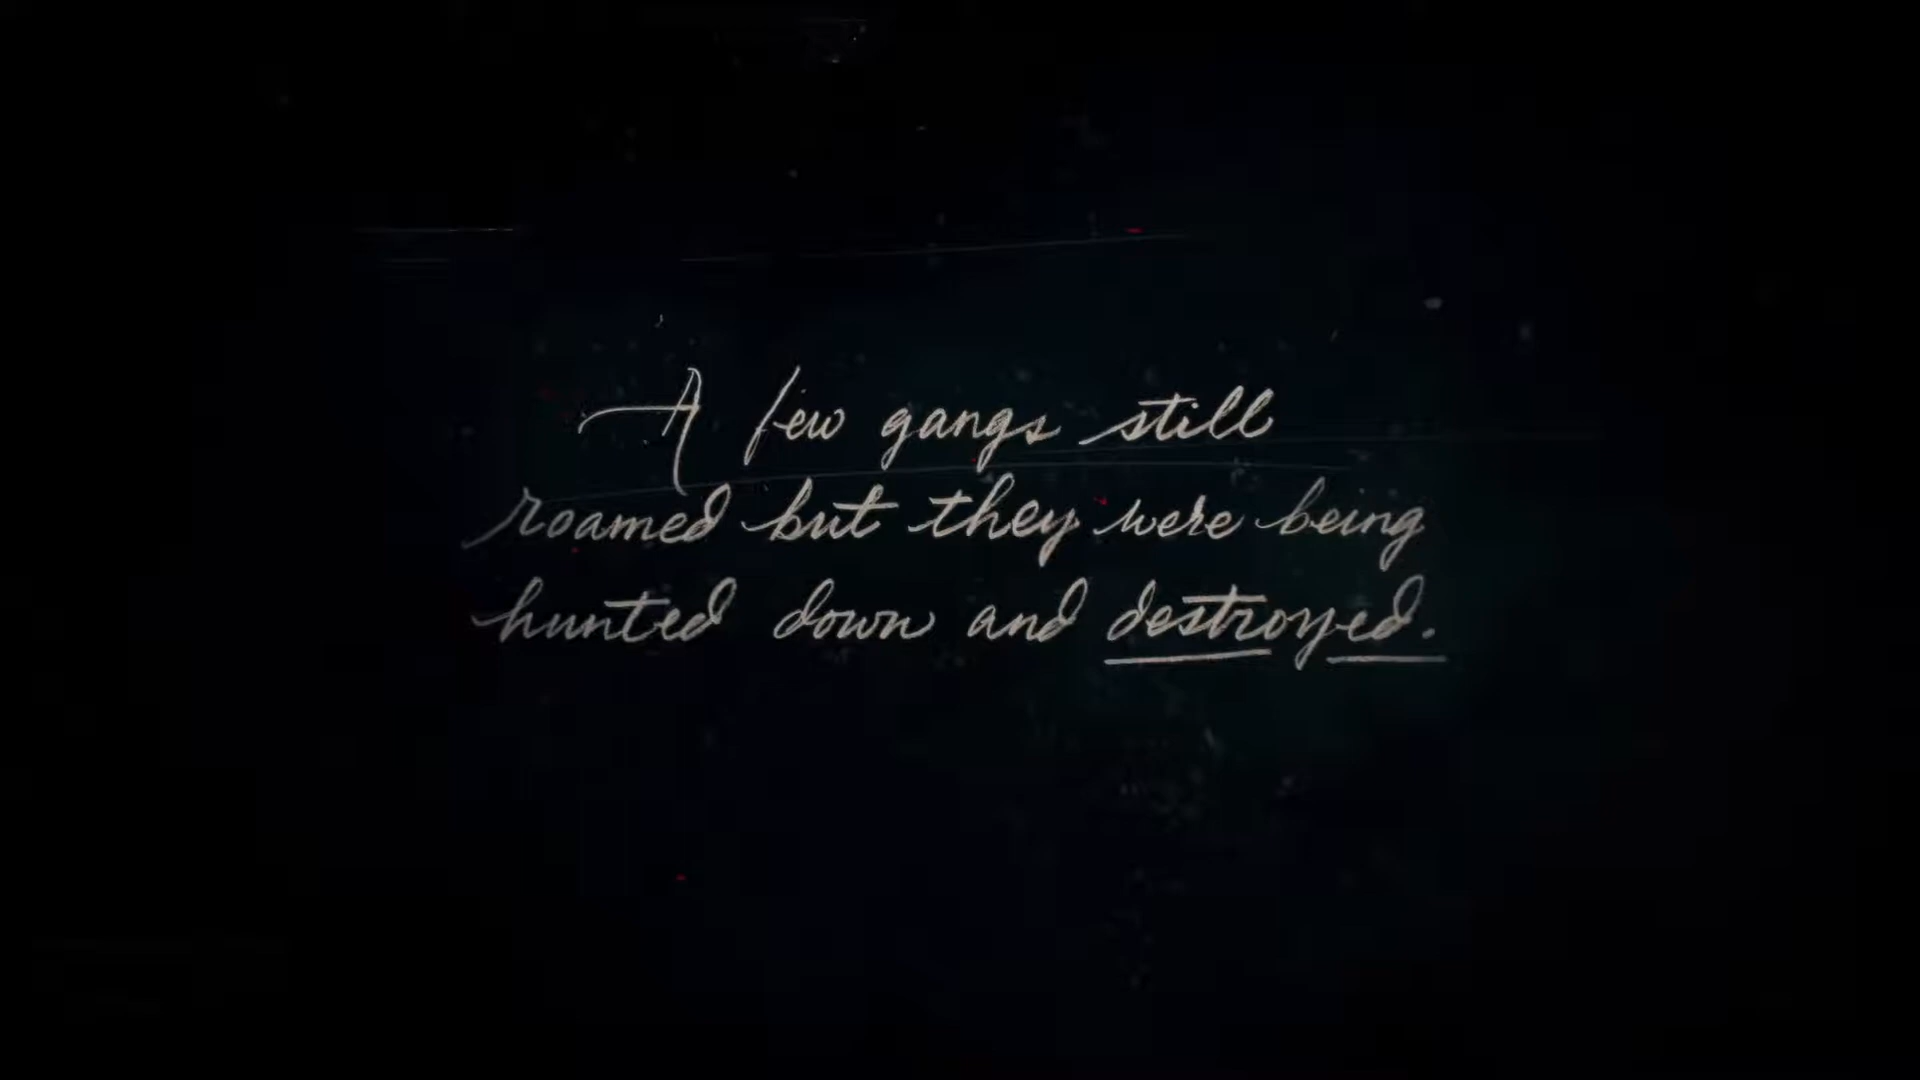 A few gangs still
roamed but they were being
hunted down and destroyed.